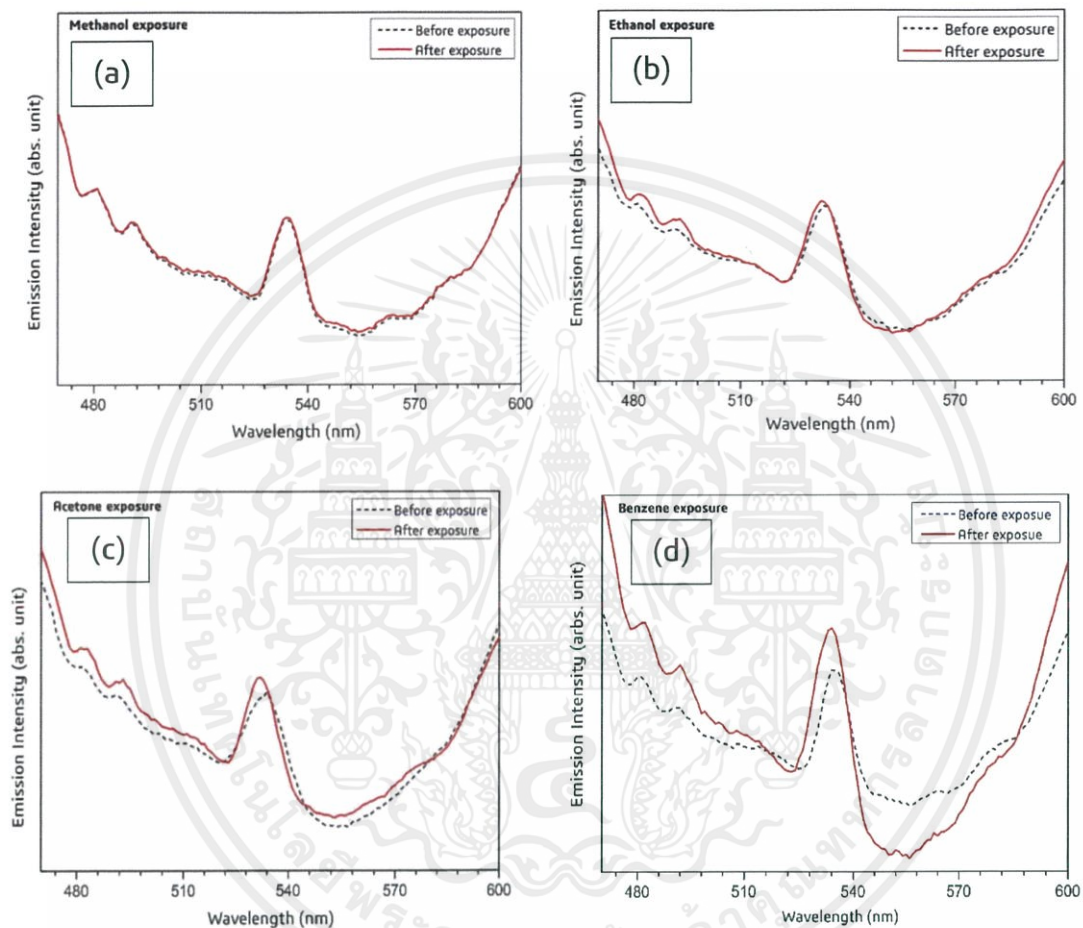 Methanol exposure
Before exposure
After exposure
(a)
Emission Intensity (abs. unit)
480 510 540 570 600
Wavelength (nm)
Ethanol exposure
Before exposure
After exposure
(b)
Emission Intensity (abs. unit)
480 510 540 570 600
Wavelength (nm)
Acetone exposure
Before exposure
After exposure
(c)
Emission Intensity (abs. unit)
480 510 540 570 600
Wavelength (nm)
Benzene exposure
Before exposue
After exposue
(d)
Emission Intensity (arbs. unit)
480 510 540 570 600
Wavelength (nm)